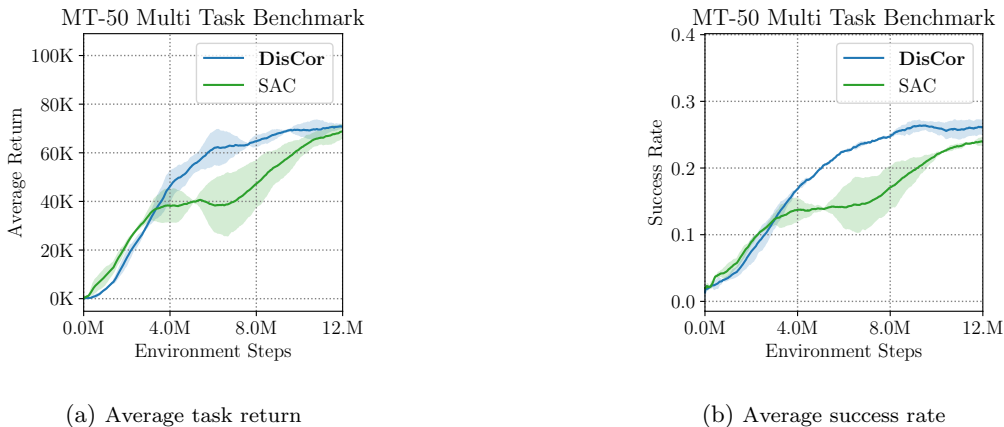 MT-50 Multi Task Benchmark
100K
80K
60K
40K
20K
0K
Average Return
DisCor
SAC
0.0M
4.0M
8.0M
12.M
Environment Steps
(a) Average task return
MT-50 Multi Task Benchmark
0.4
0.3
0.2
0.1
0.0
Success Rate
DisCor
SAC
0.0M
4.0M
8.0M
12.M
Environment Steps
(b) Average success rate